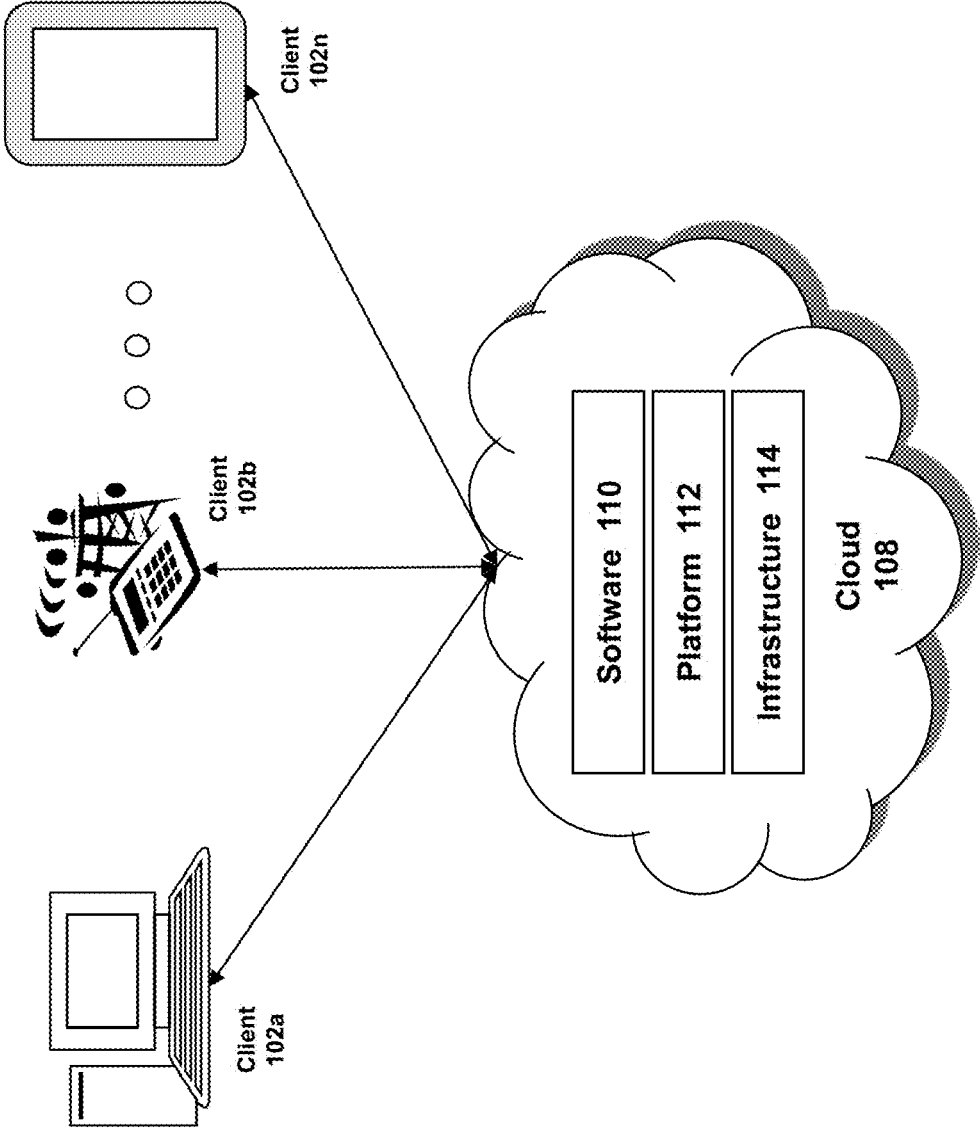 Client
102a
Client
102b
Client
102n
Software 110
Platform 112
Infrastructure 114
Cloud
108